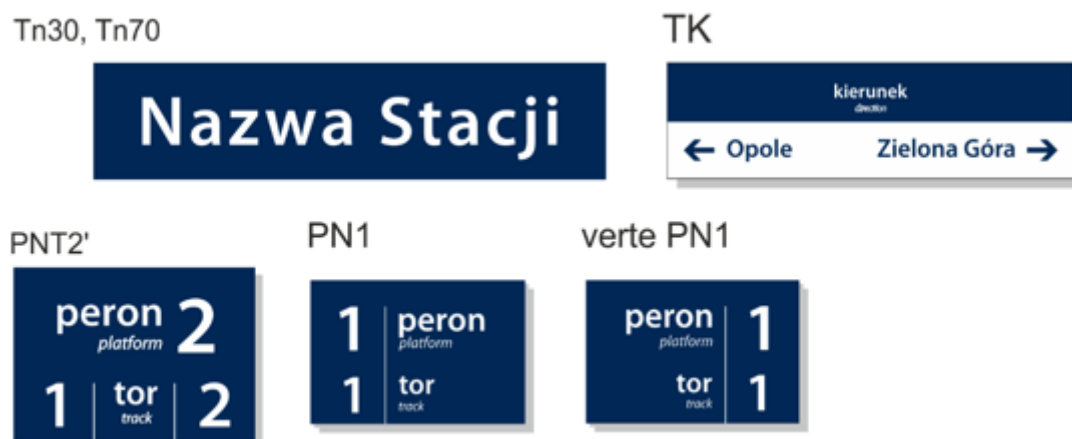 Tn30, Tn70
Nazwa Stacji
TK
kierunek
direction
← Opole Zielona Góra →
PNT2'
peron 2
platform
1 tor 2
track
PN1
1 peron
platform
1 tor
track
verte PN1
peron 1
platform
tor 1
track